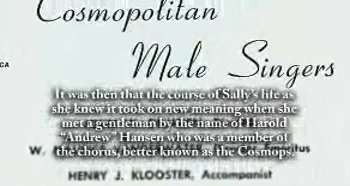 Cosmopolitan
CA
Male Singers
It was then that the course of Sally's life as
she knew it took on new meaning when she
met a gentleman by the name of Harold
"Andrew" Hansen who was a member of
the chorus, better known as the Cosmops.
W.
HENRY J. KLOOSTER, Accompanist